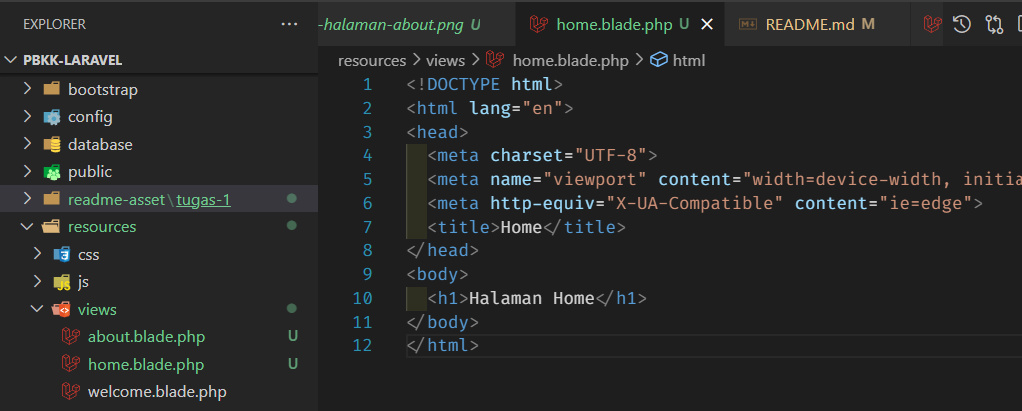 EXPLORER
PBKK-LARAVEL
bootstrap
config
database
public
readme-asset\tugas-1
resources
css
js
views
about.blade.php U
home.blade.php U
welcome.blade.php
-halaman-about.png U
home.blade.php U
README.md M
resources > views > home.blade.php > html
1 <!DOCTYPE html>
2 <html lang="en">
3 <head>
4 <meta charset="UTF-8">
5 <meta name="viewport" content="width=device-width, initia
6 <meta http-equiv="X-UA-Compatible" content="ie=edge">
7 <title>Home</title>
8 </head>
9 <body>
10 <h1>Halaman Home</h1>
11 </body>
12 </html>